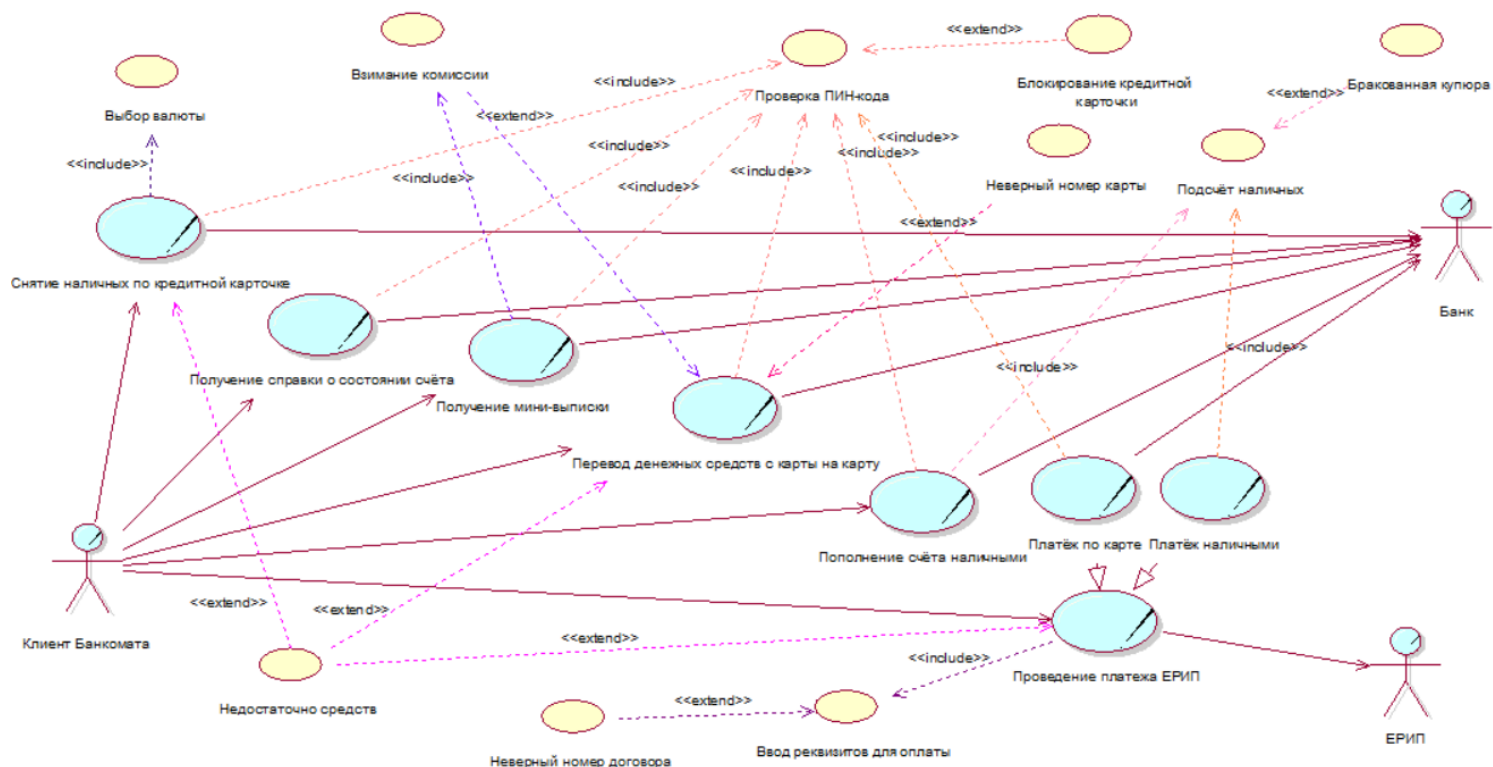 <<extend>>
Взимание комиссии
<<include>>
<<include>>
Проверка ПИН-кода
Блокирование кредитной
карточки
Бракованная купюра
<<extend>>
Выбор валюты
<<extend>>
<<include>>
<<include>>
<<include>>
<<include>>
Неверный номер карты
Подсчёт наличных
<<include>>
<<include>>
<<include>>
<<include>>
<<extend>>
Снятие наличных по кредитной карточке
Банк
<<include>>
Получение справки о состоянии счёта
<<include>>
Получение мини-выписки
Перевод денежных средств с карты на карту
Пополнение счёта наличными
Платёж по карте
Платёж наличными
<<extend>>
<<extend>>
<<extend>>
Клиент Банкомата
<<include>>
Проведение платежа ЕРИП
Недостаточно средств
<<extend>>
Неверный номер договора
Ввод реквизитов для оплаты
ЕРИП